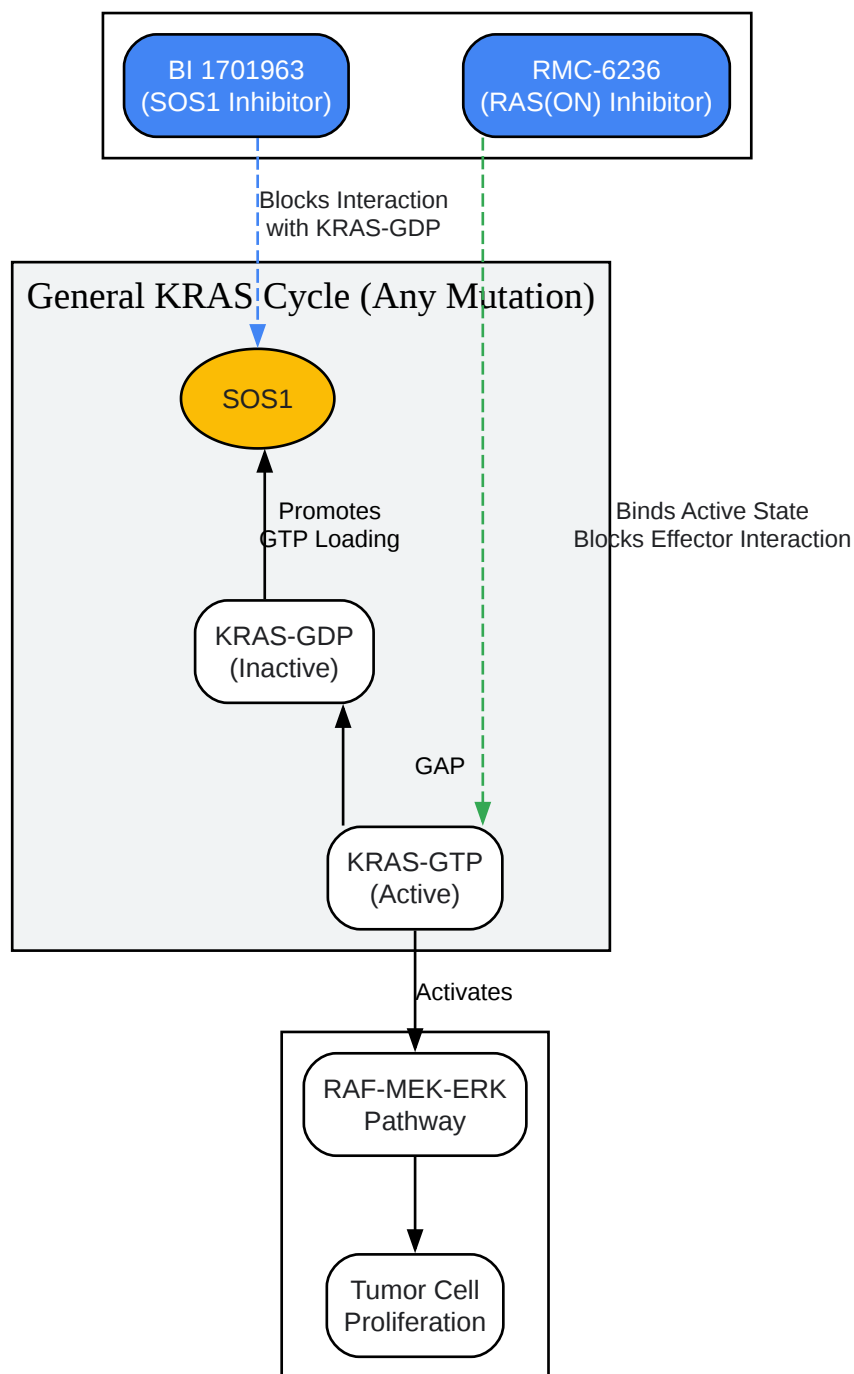 BI 1701963
(SOS1 Inhibitor)
RMC-6236
(RAS(ON) Inhibitor)
Blocks Interaction
with KRAS-GDP
General KRAS Cycle (Any Mutation)
SOS1
Promotes
GTP Loading
Binds Active State
Blocks Effector Interaction
KRAS-GDP
(Inactive)
GAP
KRAS-GTP
(Active)
Activates
RAF-MEK-ERK
Pathway
Tumor Cell
Proliferation